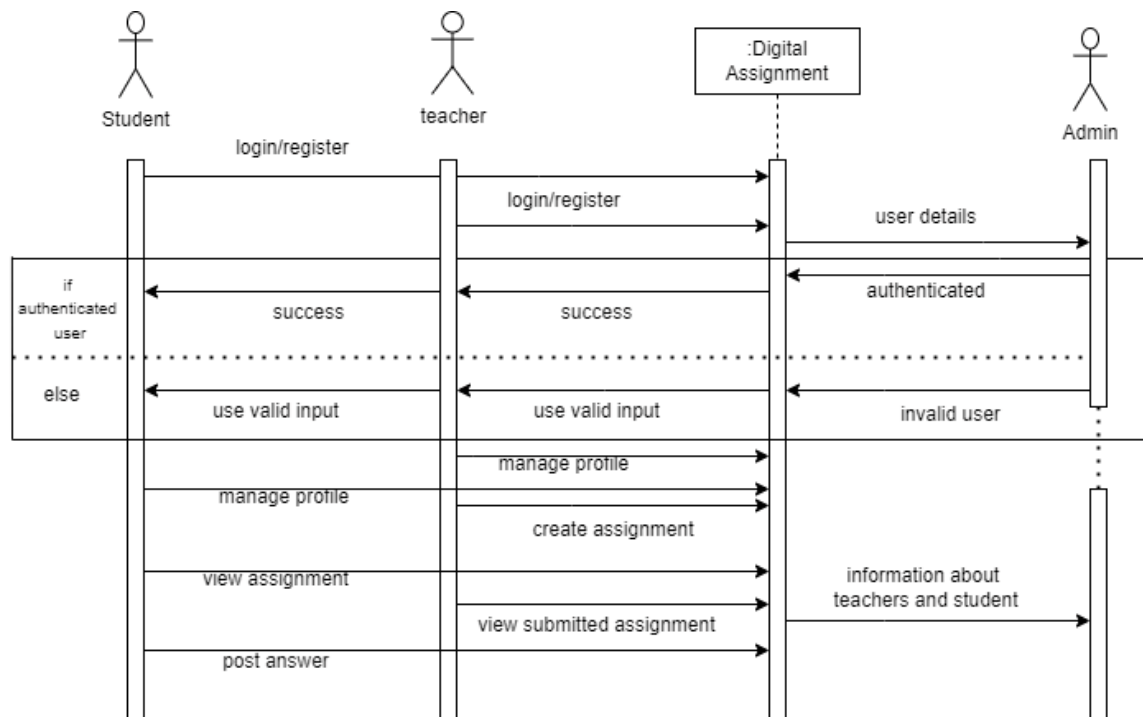 :Digital
Assignment
Student
teacher
Admin
login/register
login/register
user details
if
authenticated
user
authenticated
success
success
else
use valid input
use valid input
invalid user
manage profile
manage profile
create assignment
view assignment
information about
teachers and student
view submitted assignment
post answer